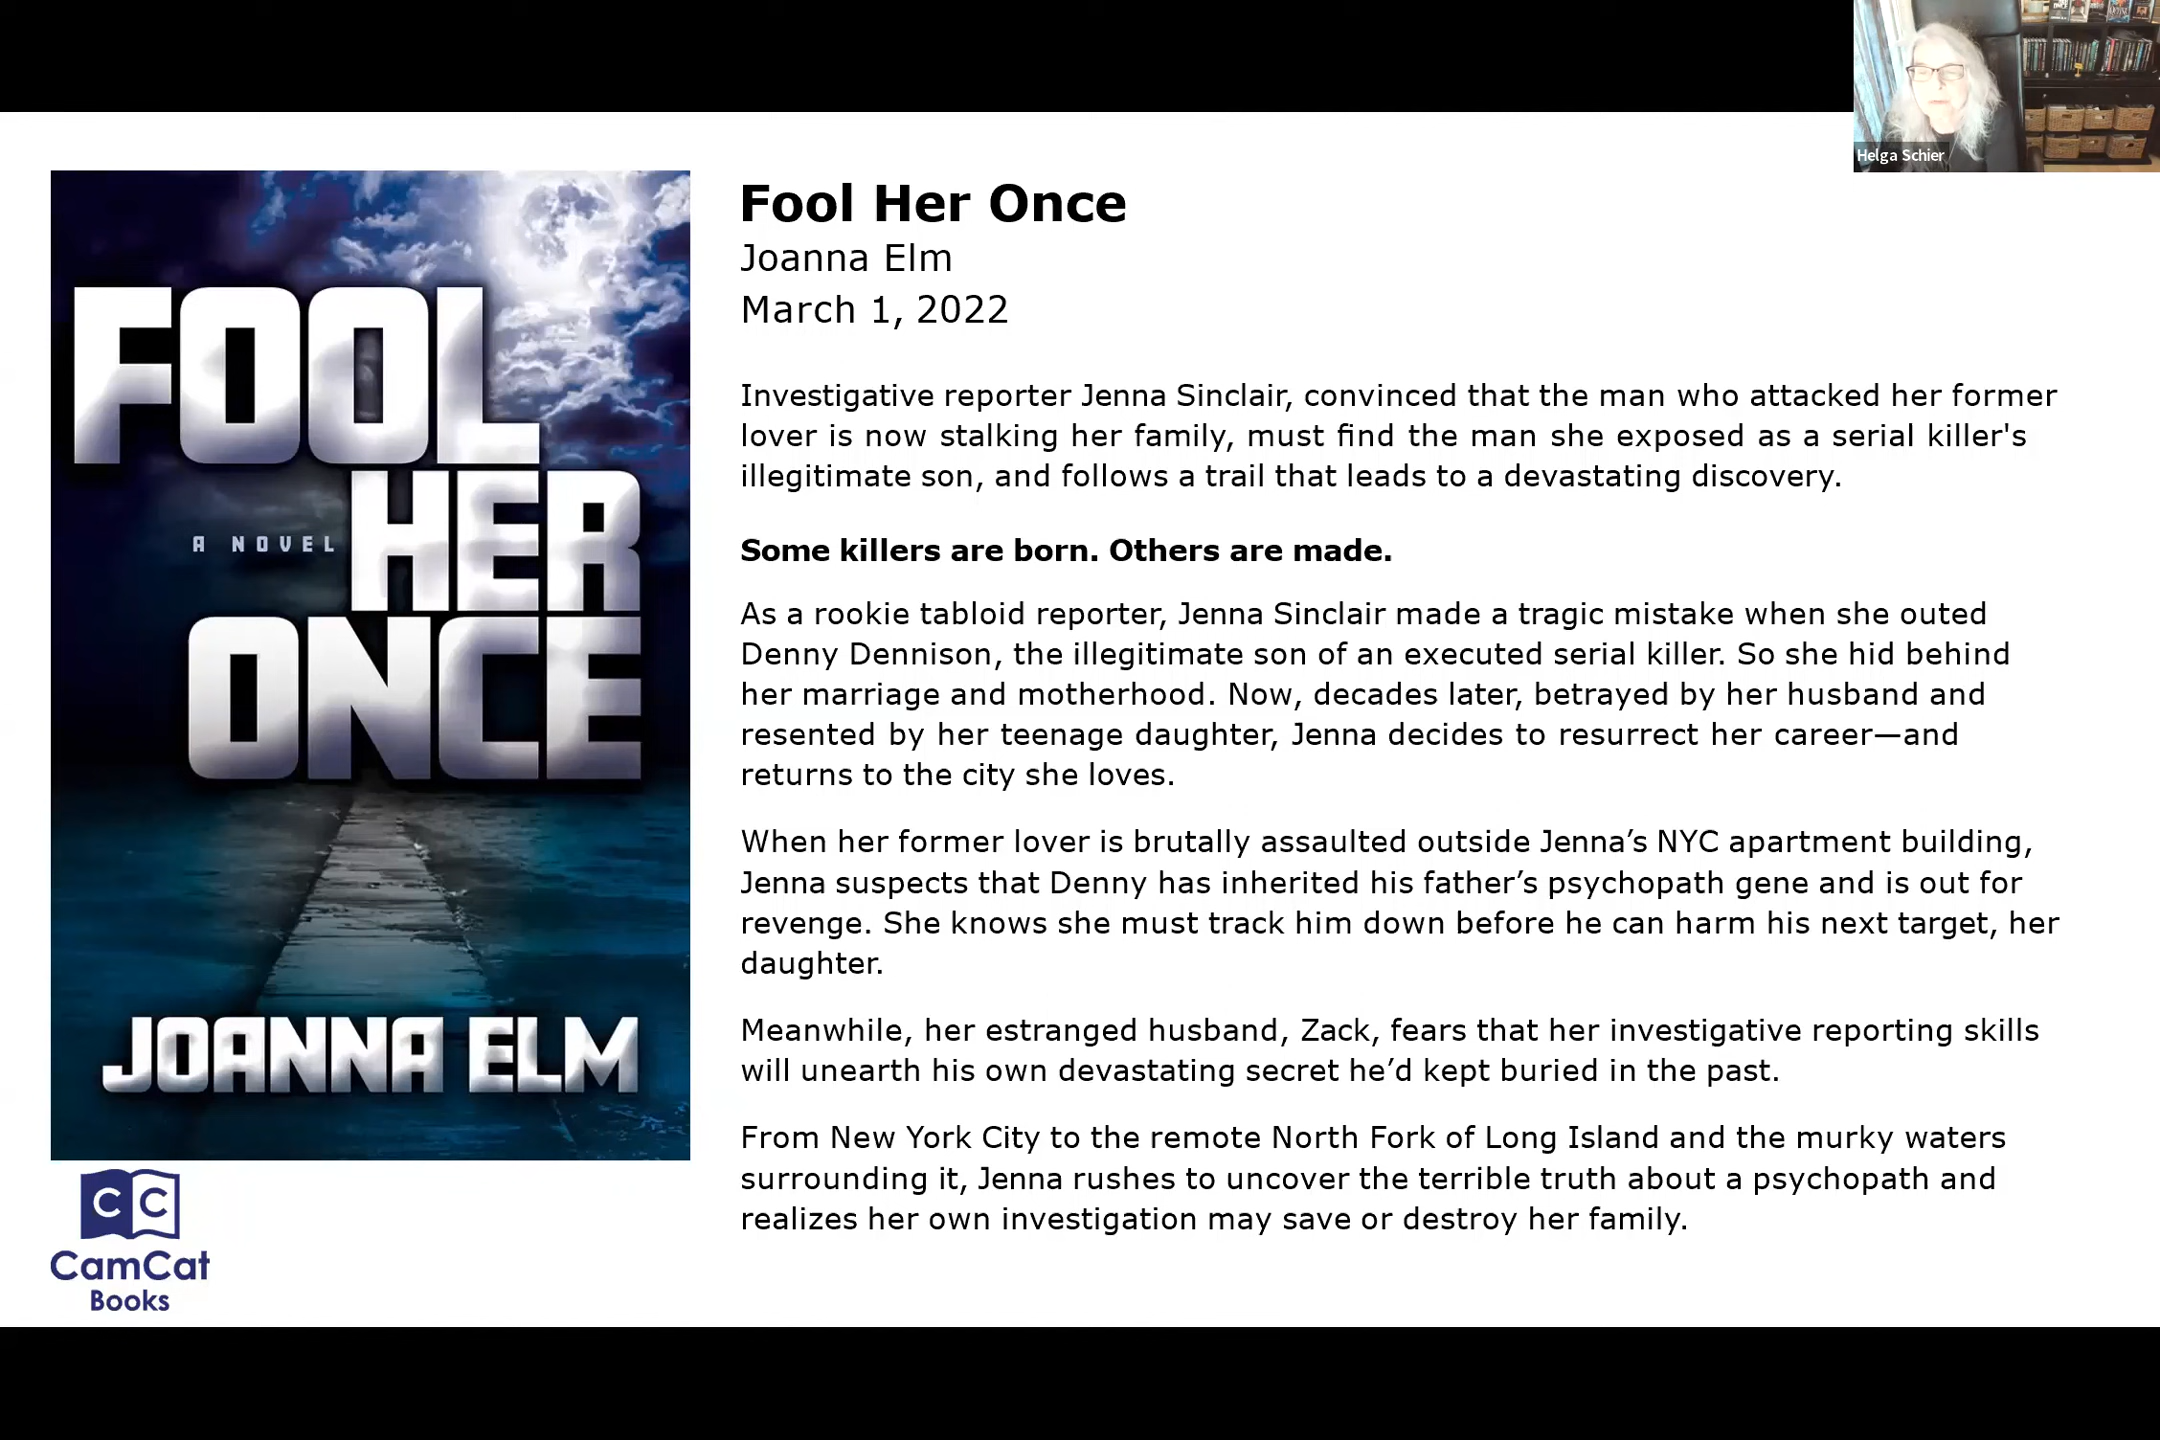 Helga Schier
FOOL
HER
A NOVEL
ONCE
JOANNA ELM
C C
CamCat
Books
Fool Her Once
Joanna Elm
March 1, 2022
Investigative reporter Jenna Sinclair, convinced that the man who attacked her former
lover is now stalking her family, must find the man she exposed as a serial killer's
illegitimate son, and follows a trail that leads to a devastating discovery.
Some killers are born. Others are made.
As a rookie tabloid reporter, Jenna Sinclair made a tragic mistake when she outed
Denny Dennison, the illegitimate son of an executed serial killer. So she hid behind
her marriage and motherhood. Now, decades later, betrayed by her husband and
resented by her teenage daughter, Jenna decides to resurrect her career—and
returns to the city she loves.
When her former lover is brutally assaulted outside Jenna’s NYC apartment building,
Jenna suspects that Denny has inherited his father’s psychopath gene and is out for
revenge. She knows she must track him down before he can harm his next target, her
daughter.
Meanwhile, her estranged husband, Zack, fears that her investigative reporting skills
will unearth his own devastating secret he’d kept buried in the past.
From New York City to the remote North Fork of Long Island and the murky waters
surrounding it, Jenna rushes to uncover the terrible truth about a psychopath and
realizes her own investigation may save or destroy her family.